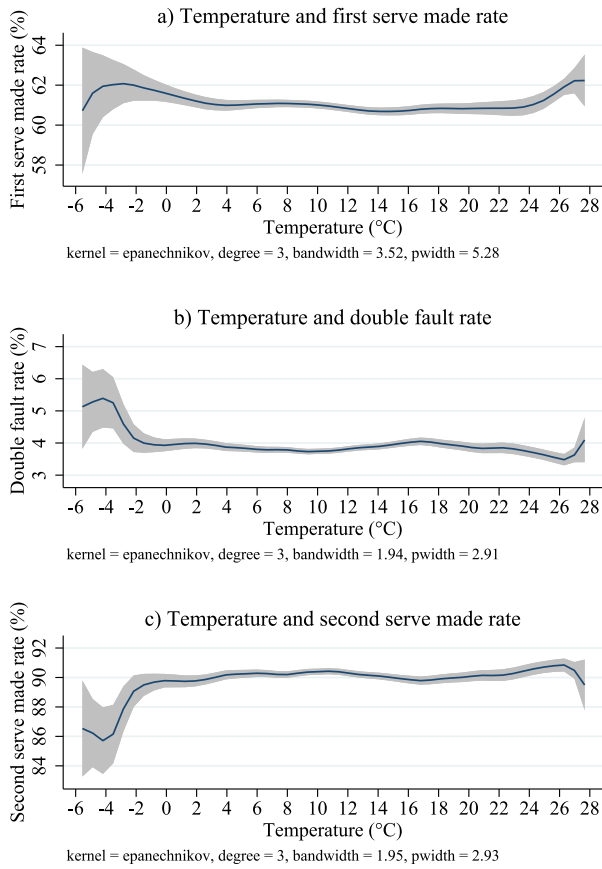 a) Temperature and first serve made rate
First serve made rate (%)
64
62
60
58
-6 -4 -2 0 2 4 6 8 10 12 14 16 18 20 22 24 26 28
Temperature (°C)
kernel = epanechnikov, degree = 3, bandwidth = 3.52, pwidth = 5.28
b) Temperature and double fault rate
Double fault rate (%)
7
6
5
4
3
-6 -4 -2 0 2 4 6 8 10 12 14 16 18 20 22 24 26 28
Temperature (°C)
kernel = epanechnikov, degree = 3, bandwidth = 1.94, pwidth = 2.91
c) Temperature and second serve made rate
Second serve made rate (%)
92
90
88
86
84
-6 -4 -2 0 2 4 6 8 10 12 14 16 18 20 22 24 26 28
Temperature (°C)
kernel = epanechnikov, degree = 3, bandwidth = 1.95, pwidth = 2.93